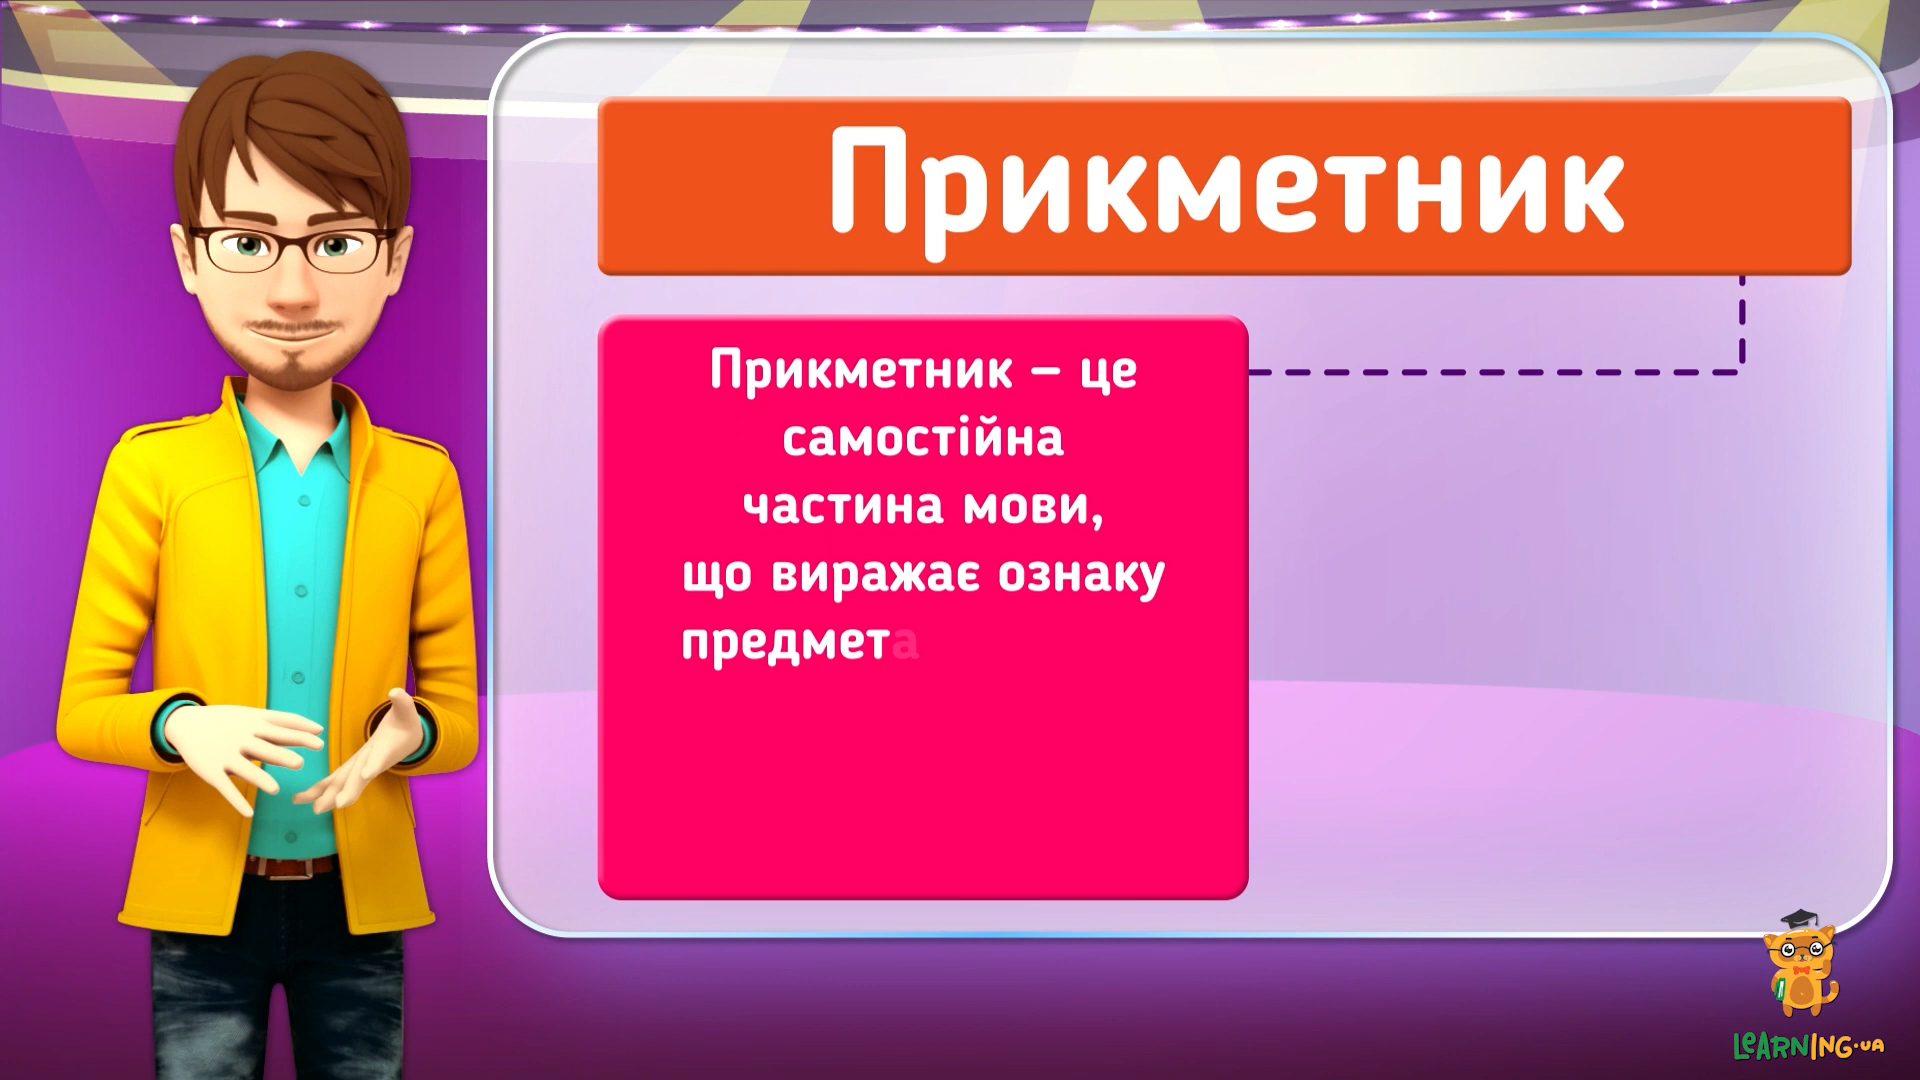 Прикметник
Прикметник – це
самостійна
частина мови,
що виражає ознаку
предмета
LeARNING.UA